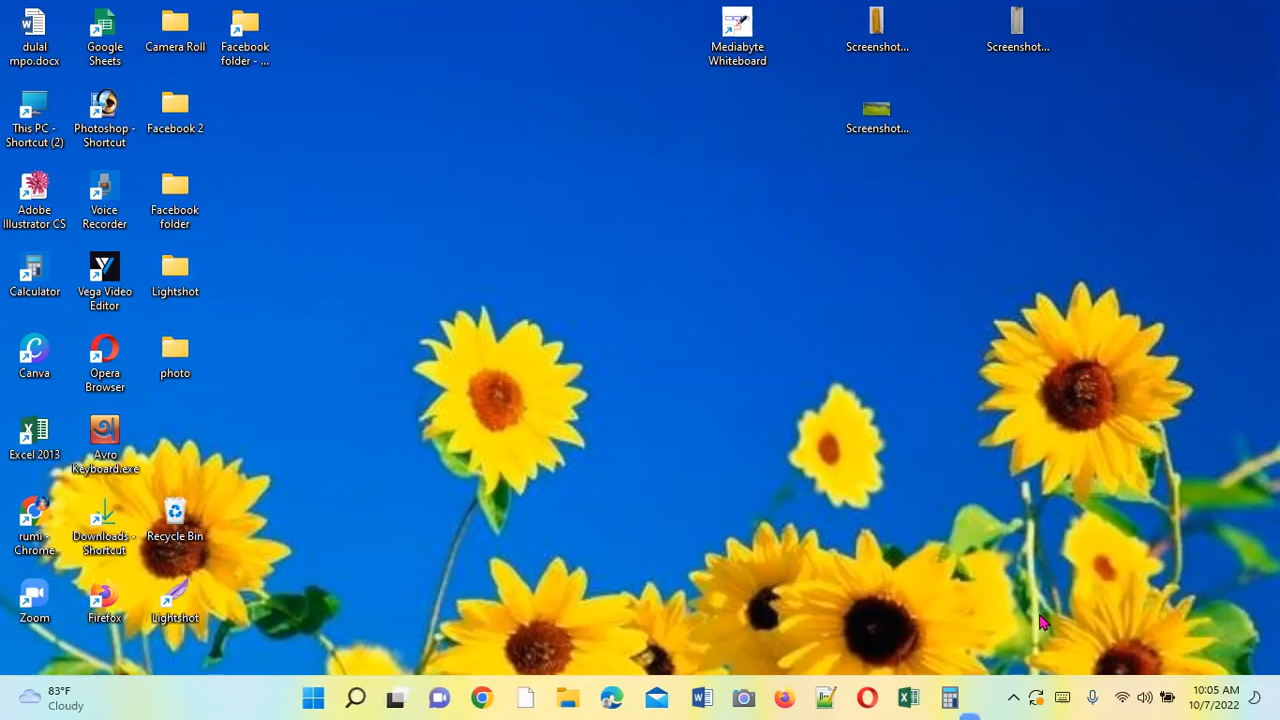 dulal
mpo.docx
Google
Sheets
Camera Roll
Facebook
folder - ...
Mediabyte
Whiteboard
Screenshot...
Screenshot...
This PC -
Shortcut (2)
Photoshop -
Shortcut
Facebook 2
Screenshot...
Adobe
Illustrator CS
Voice
Recorder
Facebook
folder
Calculator
Vega Video
Editor
Lightshot
Canva
Opera
Browser
photo
Excel 2013
Avro
Keyboard.exe
rumi -
Chrome
Downloads -
Shortcut
Recycle Bin
Zoom
Firefox
Lightshot
83°F
Cloudy
10:05 AM
10/7/2022